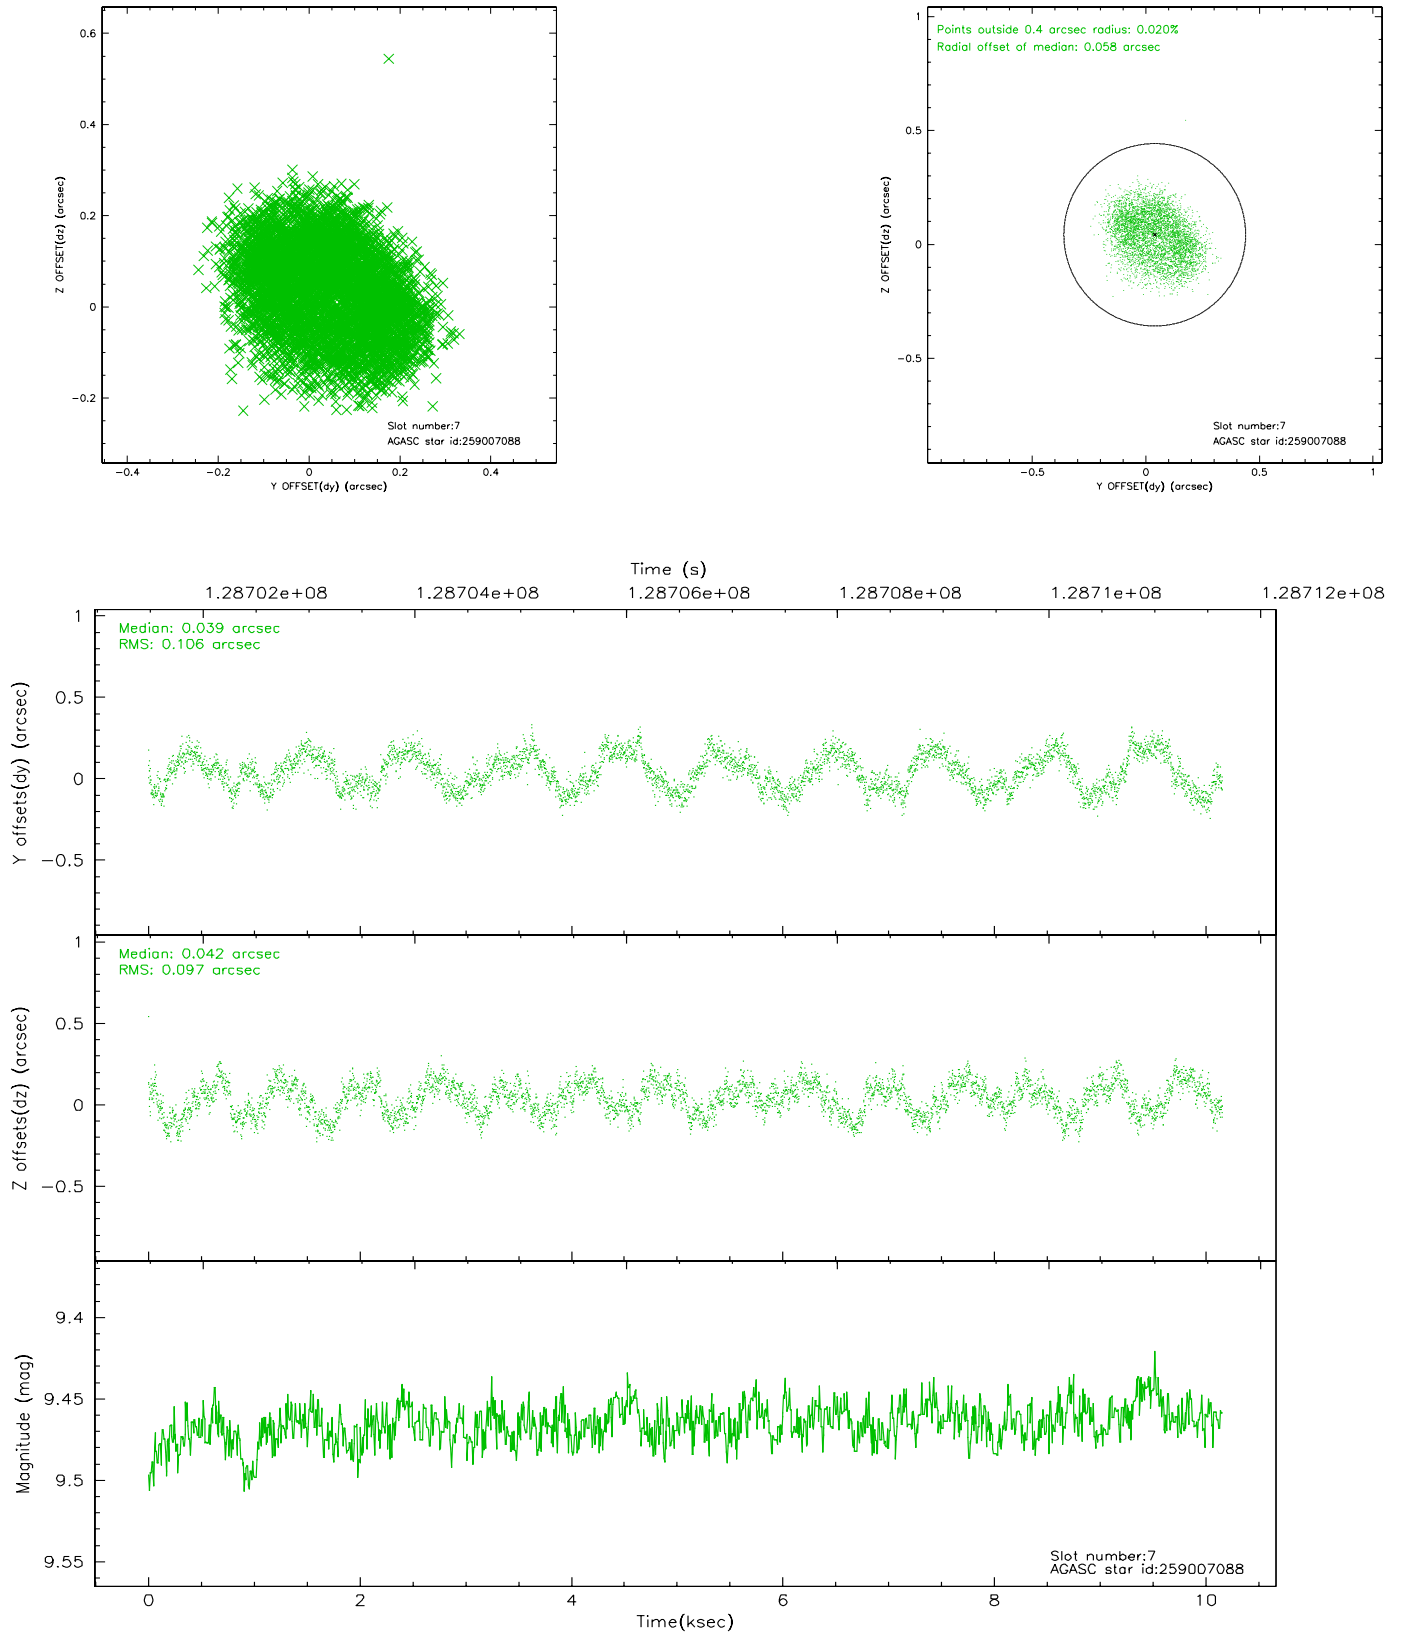 0.6
0.4
0.2
0
−0.2
Z OFFSET(dz) (arcsec)
−0.4 −0.2 0 0.2 0.4
Y OFFSET(dy) (arcsec)
Slot number:7
AGASC star id:259007088
Points outside 0.4 arcsec radius: 0.020%
Radial offset of median: 0.058 arcsec
1
0.5
0
−0.5
Z OFFSET(dz) (arcsec)
−0.5 0 0.5 1
Y OFFSET(dy) (arcsec)
Slot number:7
AGASC star id:259007088
Time (s)
1.28702e+08 1.28704e+08 1.28706e+08 1.28708e+08 1.2871e+08 1.28712e+08
Median: 0.039 arcsec
RMS: 0.106 arcsec
1
0.5
0
−0.5
Y offsets(dy) (arcsec)
Median: 0.042 arcsec
RMS: 0.097 arcsec
1
0.5
0
−0.5
Z offsets(dz) (arcsec)
9.4
9.45
9.5
9.55
Magnitude (mag)
Slot number:7
AGASC star id:259007088
0 2 4 6 8 10
Time(ksec)